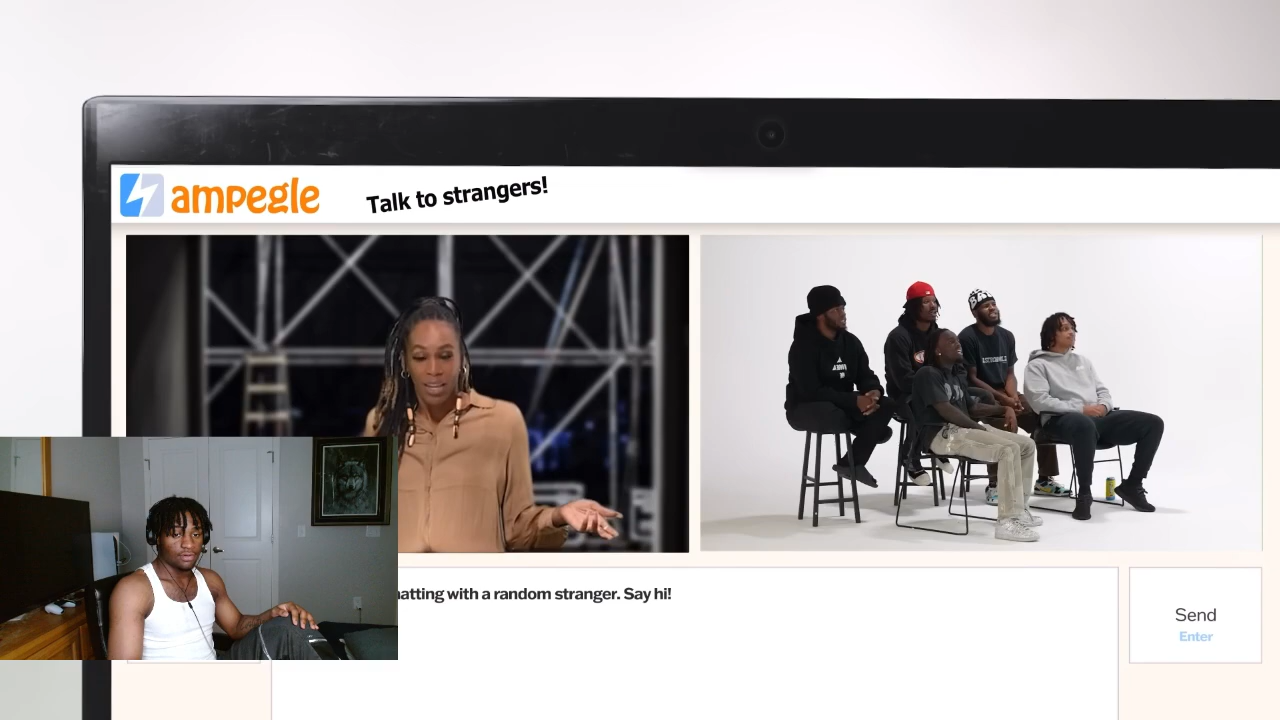 ampegle
Talk to strangers!
hatting with a random stranger. Say hi!
Send
Enter